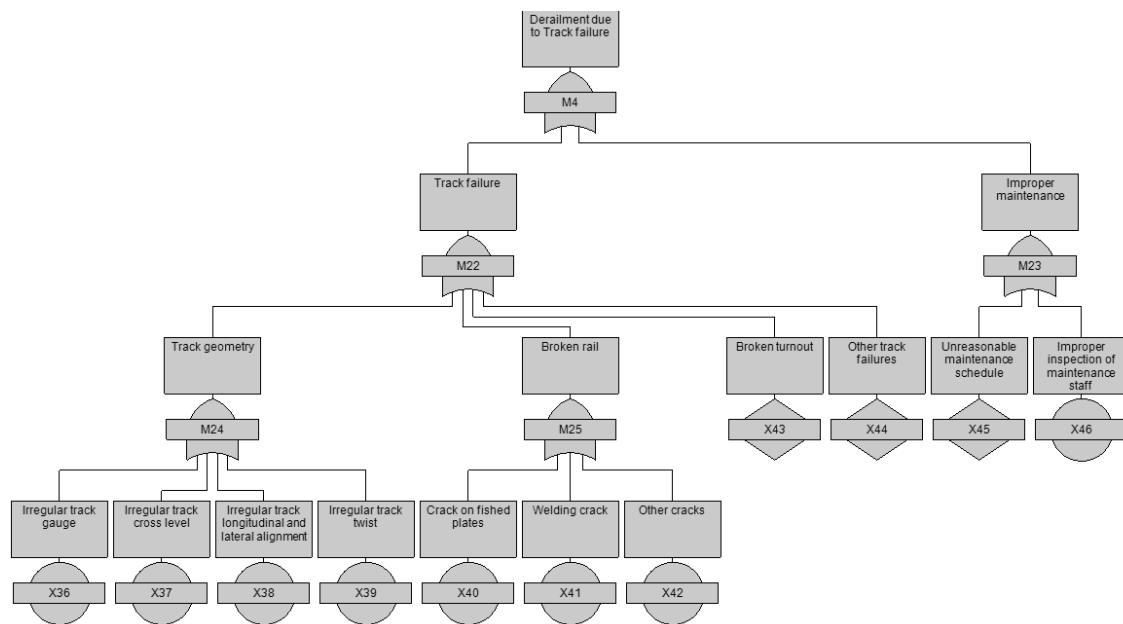 Derailment due
to Track failure
M4
Track failure
Improper
maintenance
M22
M23
Track geometry
Broken rail
Broken turnout
Other track
failures
Unreasonable
maintenance
schedule
Improper
inspection of
maintenance
staff
M24
M25
X43
X44
X45
X46
Irregular track
gauge
Irregular track
cross level
Irregular track
longitudinal and
lateral alignment
Irregular track
twist
Crack on fished
plates
Welding crack
Other cracks
X36
X37
X38
X39
X40
X41
X42